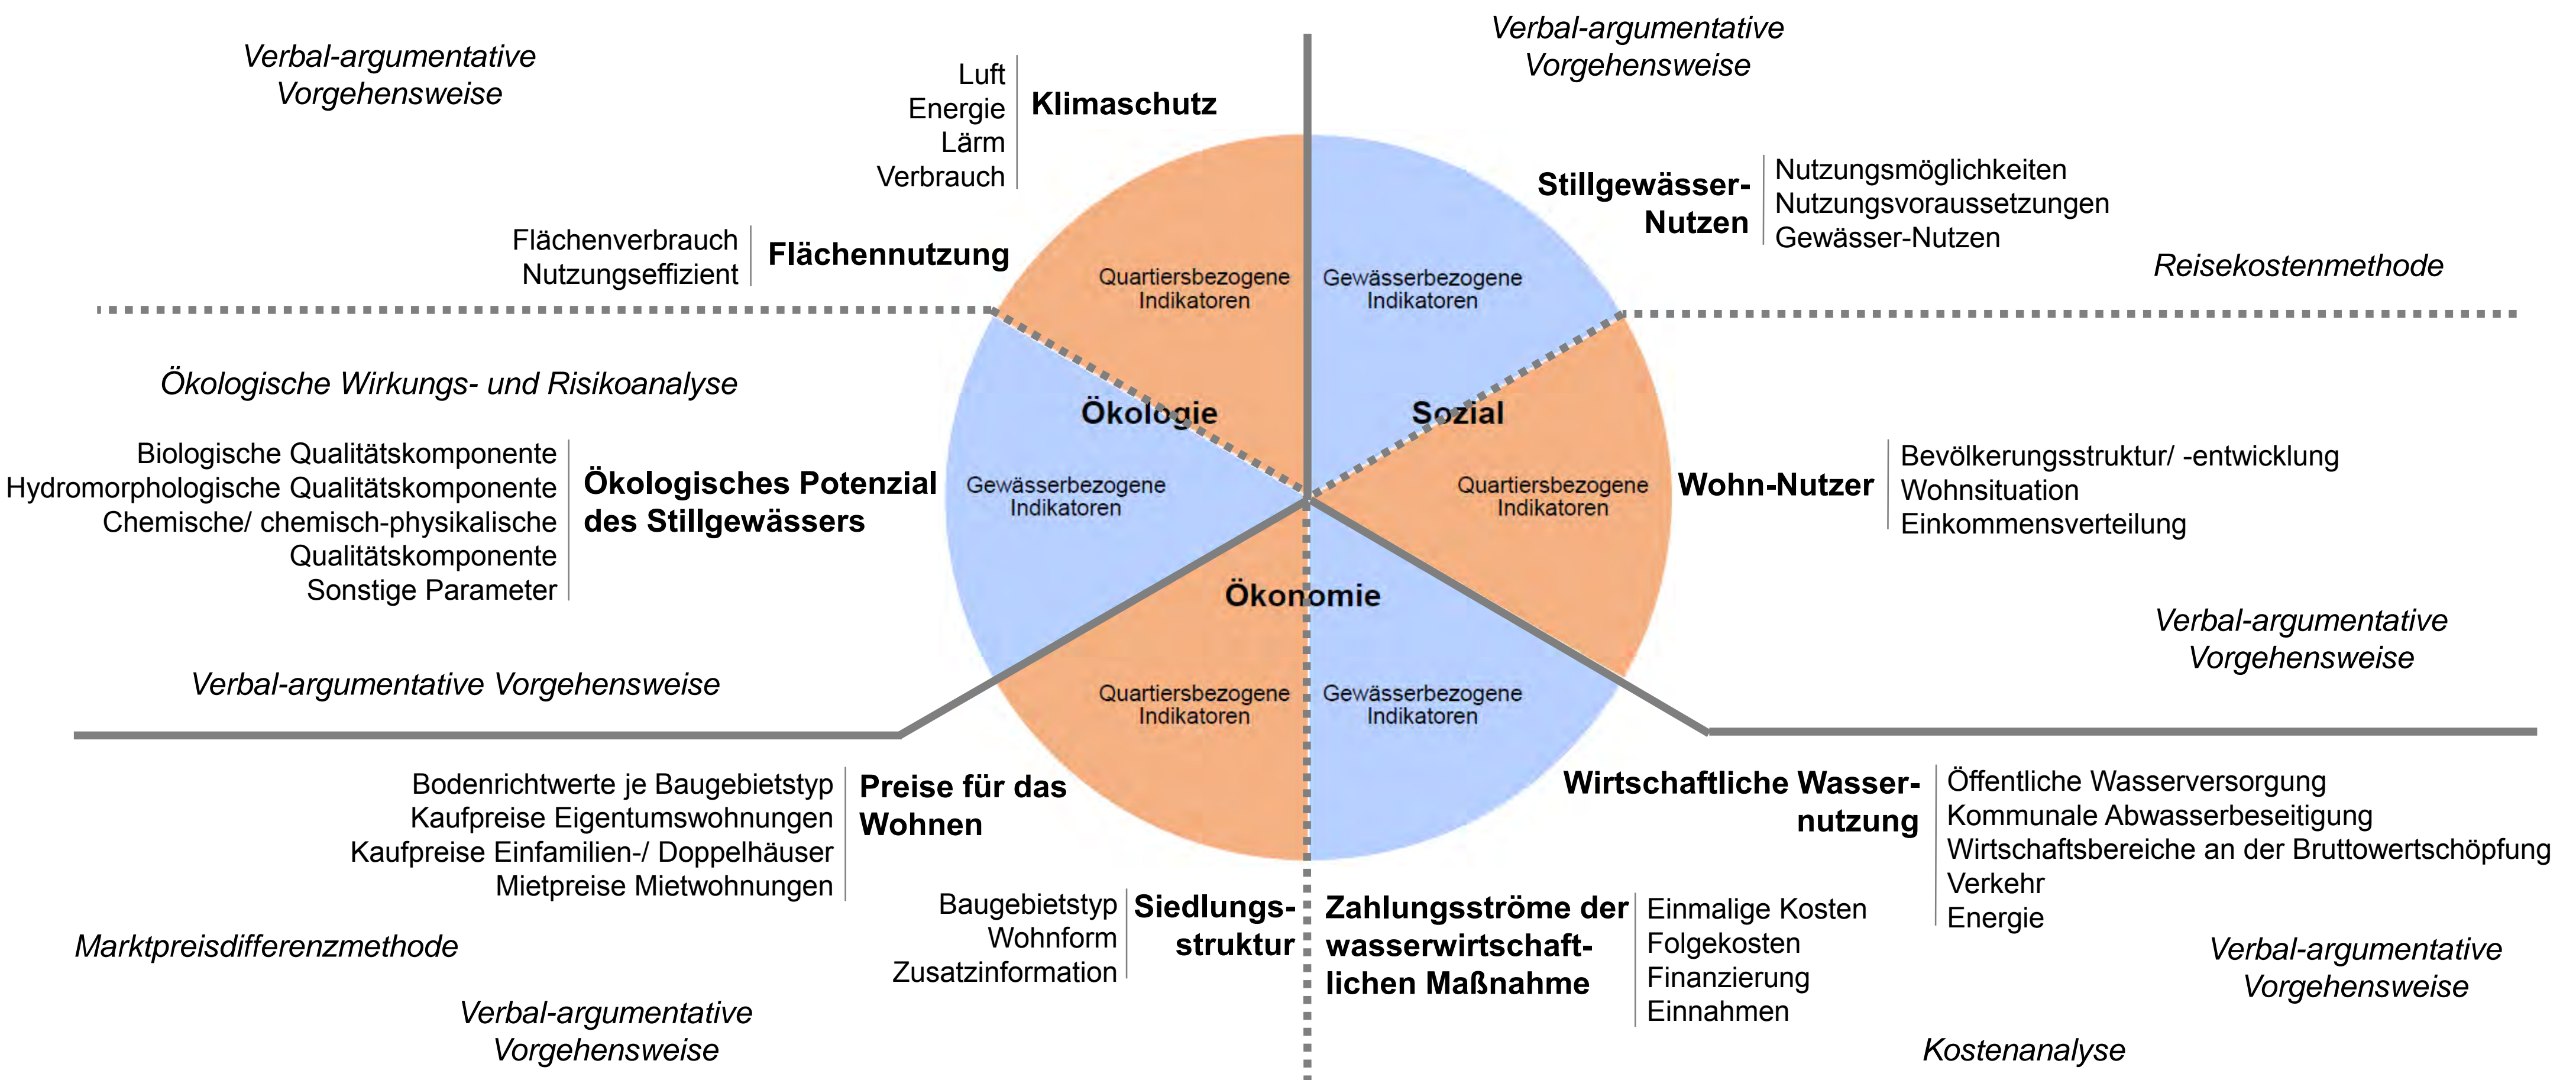 Verbal-argumentative
Vorgehensweise
Luft
Energie
Lärm
Verbrauch
Klimaschutz
Flächenverbrauch
Nutzungseffizient
Flächennutzung
Quartiersbezogene
Indikatoren
Verbal-argumentative
Vorgehensweise
Stillgewässer-
Nutzen
Nutzungsmöglichkeiten
Nutzungsvoraussetzungen
Gewässer-Nutzen
Reisekostenmethode
Gewässerbezogene
Indikatoren
Ökologie
Sozial
Ökologische Wirkungs- und Risikoanalyse
Biologische Qualitätskomponente
Hydromorphologische Qualitätskomponente
Chemische/ chemisch-physikalische
Qualitätskomponente
Sonstige Parameter
Ökologisches Potenzial
des Stillgewässers
Gewässerbezogene
Indikatoren
Verbal-argumentative Vorgehensweise
Quartiersbezogene
Indikatoren
Wohn-Nutzer
Bevölkerungsstruktur/ -entwicklung
Wohnsituation
Einkommensverteilung
Verbal-argumentative
Vorgehensweise
Ökonomie
Quartiersbezogene
Indikatoren
Gewässerbezogene
Indikatoren
Bodenrichtwerte je Baugebietstyp
Kaufpreise Eigentumswohnungen
Kaufpreise Einfamilien-/ Doppelhäuser
Mietpreise Mietwohnungen
Preise für das
Wohnen
Baugebietstyp
Wohnform
Zusatzinformation
Siedlungs-
struktur
Marktpreisdifferenzmethode
Verbal-argumentative
Vorgehensweise
Wirtschaftliche Wasser-
nutzung
Öffentliche Wasserversorgung
Kommunale Abwasserbeseitigung
Wirtschaftsbereiche an der Bruttowertschöpfung
Verkehr
Energie
Zahlungsströme der
wasserwirtschaft-
lichen Maßnahme
Einmalige Kosten
Folgekosten
Finanzierung
Einnahmen
Verbal-argumentative
Vorgehensweise
Kostenanalyse